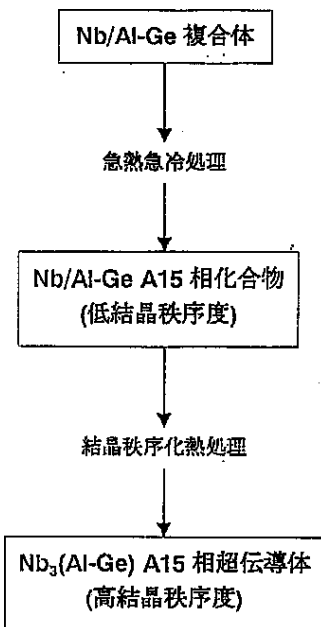 Nb/Al-Ge 複合体
急熱急冷処理
Nb/Al-Ge A15 相化合物
(低結晶秩序度)
結晶秩序化熱処理
Nb₃(Al-Ge) A15 相超伝導体
(高結晶秩序度)